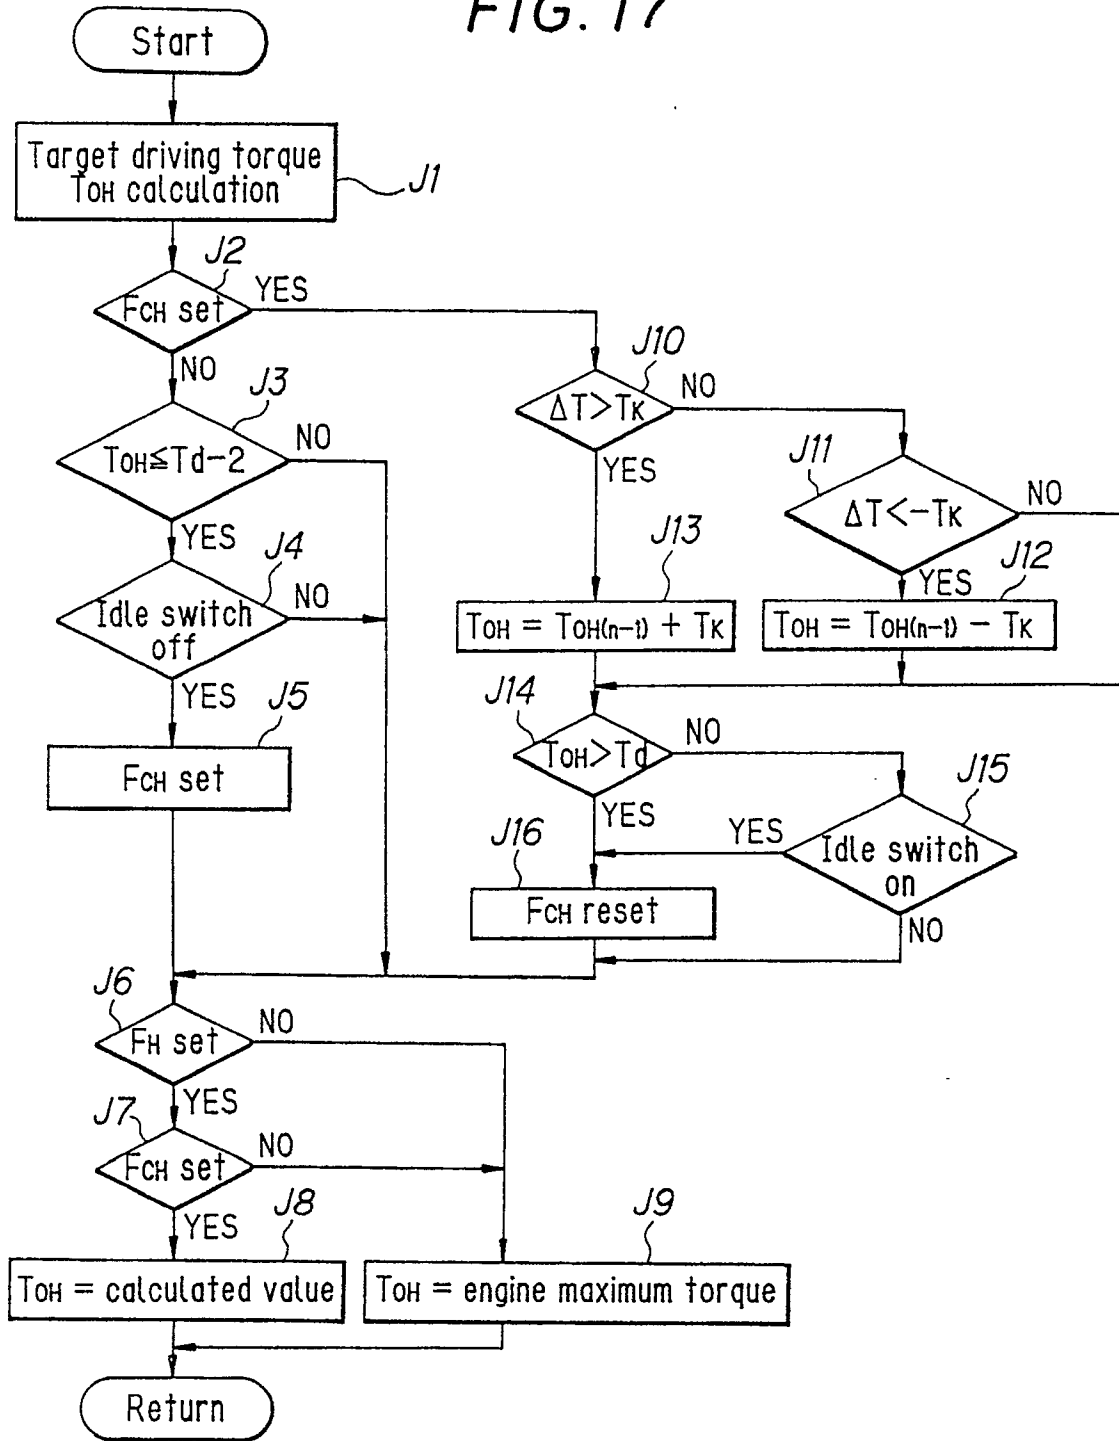 FIG. 17
Start
Target driving torque
TOH calculation
J1
J2
FCH set
YES
NO
J3
TOH≦Td-2
NO
YES
J4
Idle switch
off
NO
YES
J5
FCH set
J10
ΔT>TK
NO
YES
J11
ΔT<-TK
NO
YES
J13
TOH = TOH(n-1) + TK
J12
TOH = TOH(n-1) - TK
J14
TOH>Td
NO
YES
J15
Idle switch
on
YES
NO
J16
FCH reset
J6
FH set
NO
YES
J7
FCH set
NO
YES
J8
TOH = calculated value
J9
TOH = engine maximum torque
Return